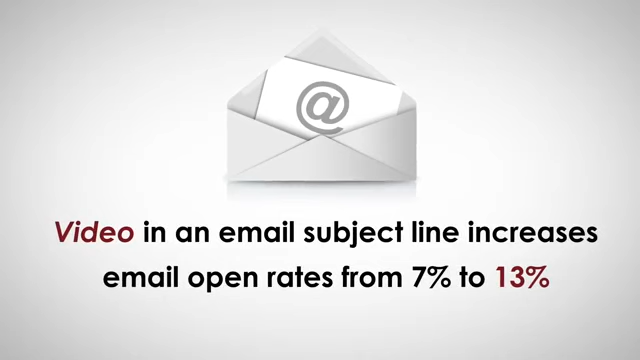 @
Video in an email subject line increases
email open rates from 7% to 13%